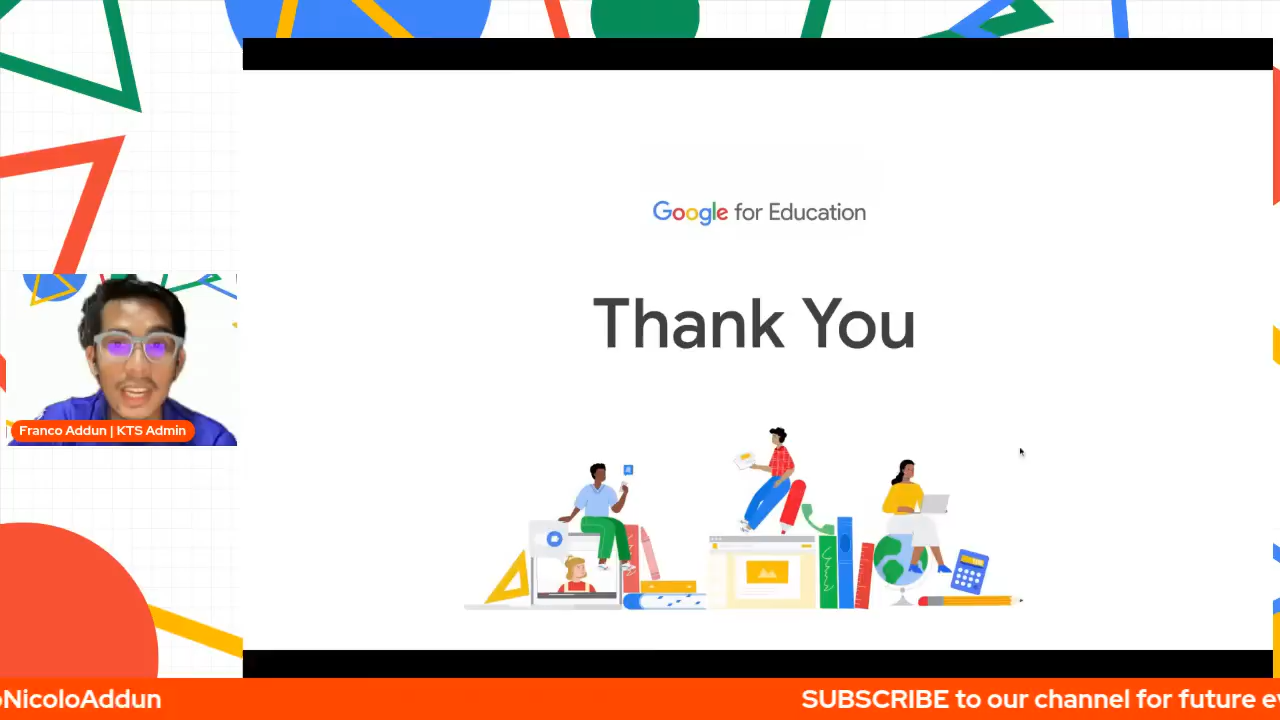 Google for Education
Thank You
Franco Addun | KTS Admin
NicoloAddun
SUBSCRIBE to our channel for future